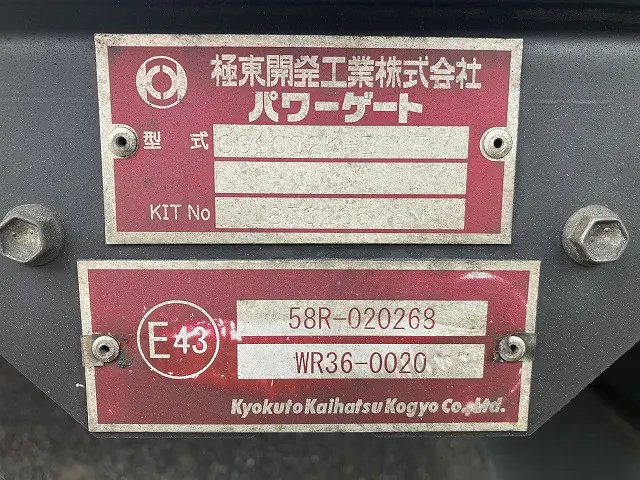 極東開発工業株式会社
パワーゲート
型式
KIT No
E43
58R-020268
WR36-0020
Kyokuto Kaihatsu Kogyo Co., Ltd.